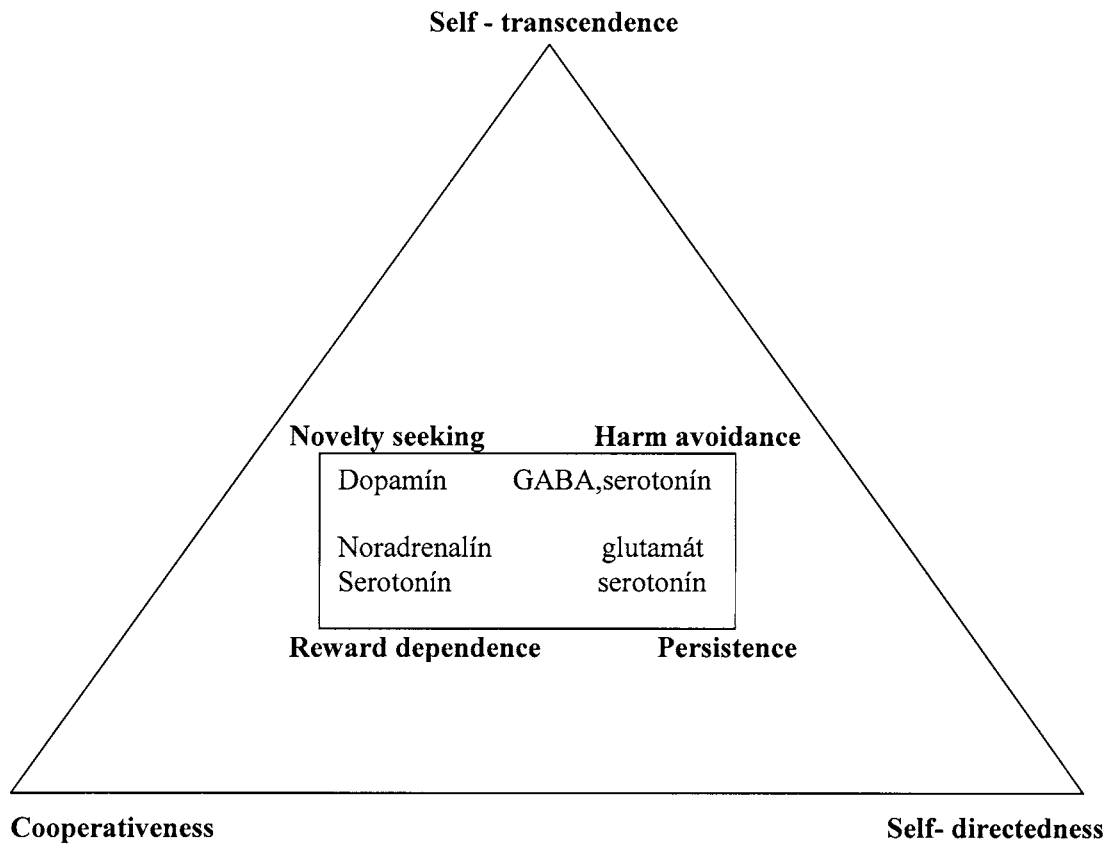 Self - transcendence
Novelty seeking Harm avoidance
Dopamín GABA,serotonín
Noradrenalín glutamát
Serotonín serotonín
Reward dependence Persistence
Cooperativeness Self- directedness